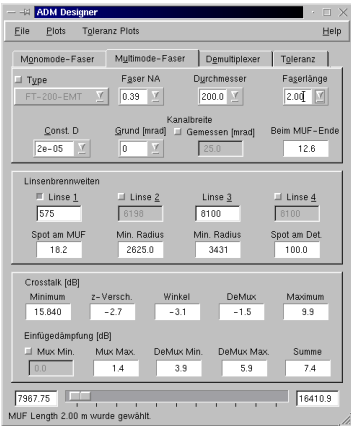 ADM Designer
File Plots Toleranz Plots Help
Monomode-Faser Multimode-Faser Demultiplexer Toleranz
Type Faser NA Durchmesser Faserlänge
FT-200-EMT 0.39 200.0 2.00
Kanalbreite
Const. D Grund [mrad] Gemessen [mrad] Beim MUF-Ende
2e-05 0 25.0 12.6
Linsenbrennweiten
Linse 1 Linse 2 Linse 3 Linse 4
575 6198 8100 8100
Spot am MUF Min. Radius Min. Radius Spot am Det.
18.2 2625.0 3431 100.0
Crosstalk [dB]
Minimum z-Versch. Winkel DeMux Maximum
15.840 -2.7 -3.1 -1.5 9.9
Einfügedämpfung [dB]
Mux Min. Mux Max. DeMux Min. DeMux Max. Summe
0.0 1.4 3.9 5.9 7.4
7967.75 16410.9
MUF Length 2.00 m wurde gewählt.